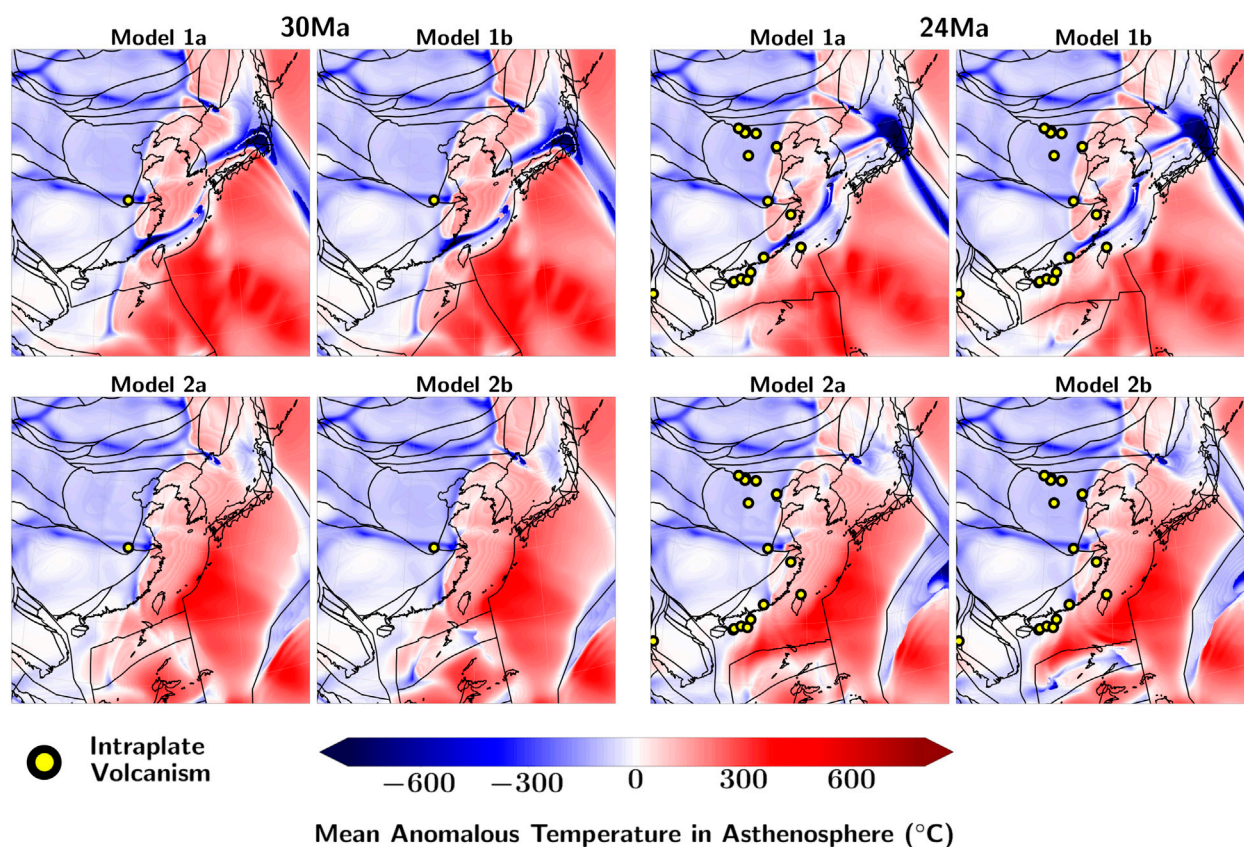 30Ma
24Ma
Model 1a
Model 1b
Model 1a
Model 1b
Model 2a
Model 2b
Model 2a
Model 2b
Intraplate
Volcanism
−600 −300 0 300 600
Mean Anomalous Temperature in Asthenosphere (°C)